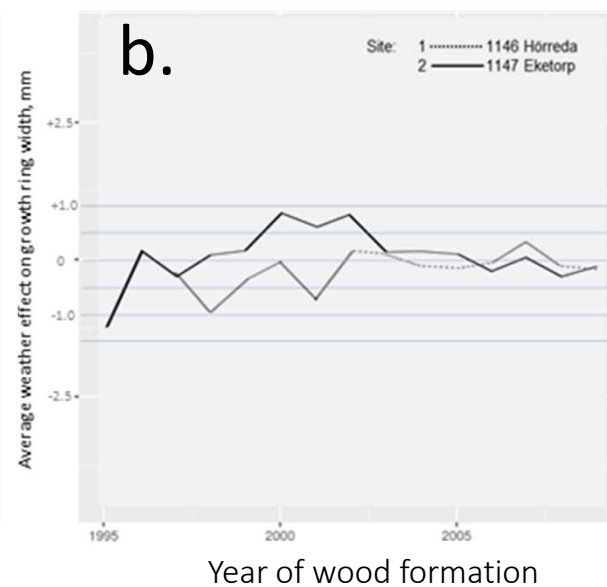 b.
Site: 1 1146 Hörreda
2 1147 Eketorp
Average weather effect on growth ring width, mm
+2.5
+1.0
0
-1.0
-2.5
1995 2000 2005
Year of wood formation